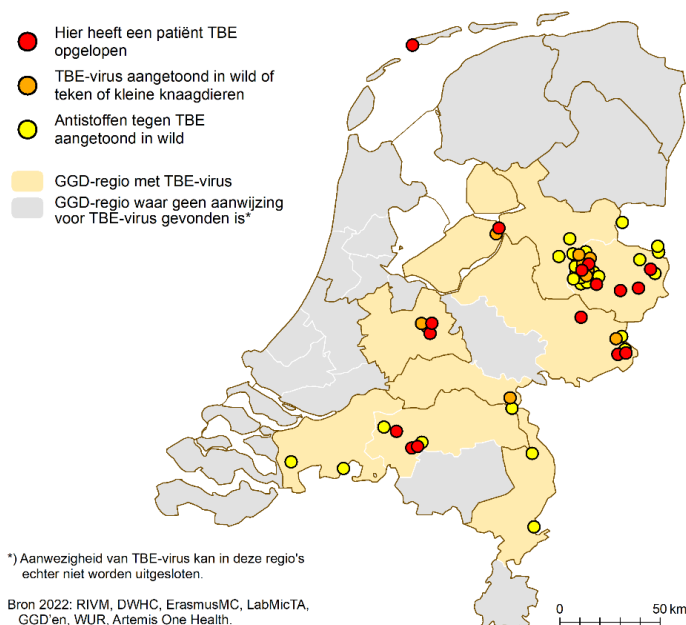 Hier heeft een patiënt TBE
opgelopen
TBE-virus aangetoond in wild of
teken of kleine knaagdieren
Antistoffen tegen TBE
aangetoond in wild
GGD-regio met TBE-virus
GGD-regio waar geen aanwijzing
voor TBE-virus gevonden is*
*) Aanwezigheid van TBE-virus kan in deze regio's
echter niet worden uitgesloten.
Bron 2022: RIVM, DWHC, ErasmusMC, LabMicTA,
GGD'en, WUR, Artemis One Health.
0 50 km